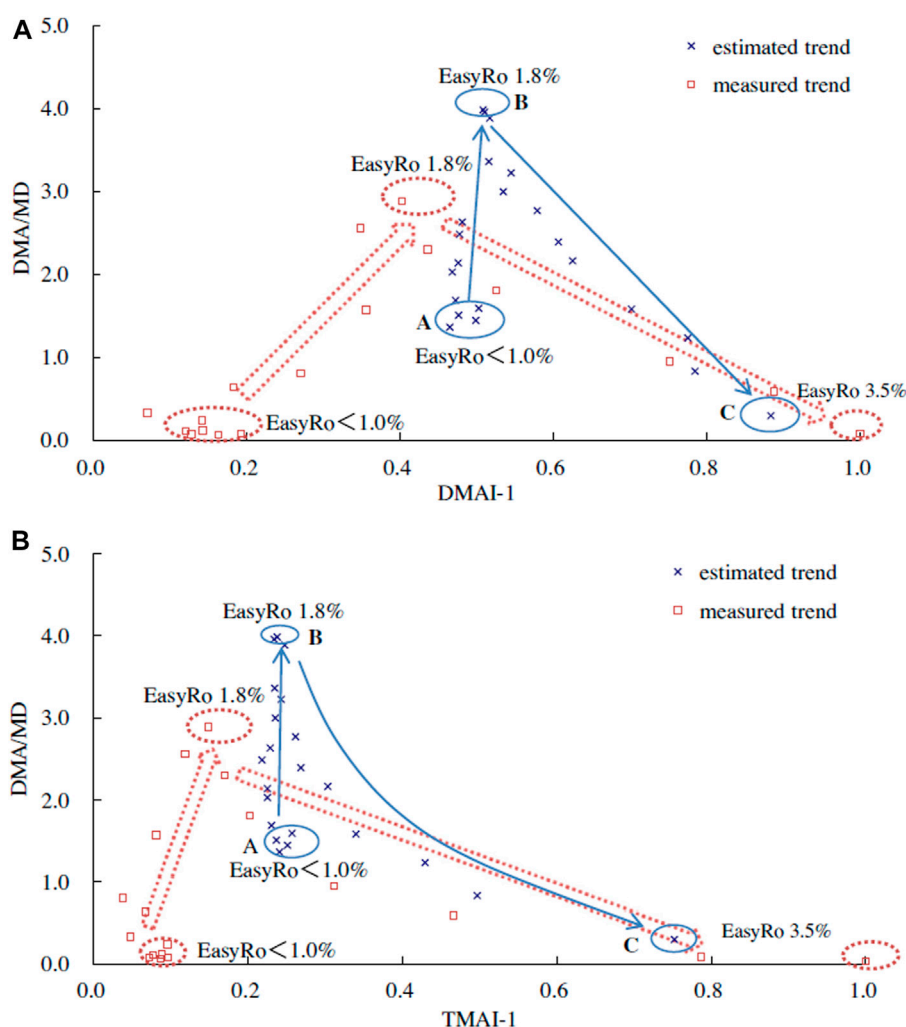 A
5.0
4.0
3.0
2.0
1.0
0.0
DMA/MD
× estimated trend
□ measured trend
EasyRo 1.8%
B
EasyRo 1.8%
A
EasyRo<1.0%
EasyRo<1.0%
C
EasyRo 3.5%
0.0 0.2 0.4 0.6 0.8 1.0
DMAI-1
B
5.0
4.0
3.0
2.0
1.0
0.0
DMA/MD
× estimated trend
□ measured trend
EasyRo 1.8%
B
EasyRo 1.8%
A
EasyRo<1.0%
EasyRo<1.0%
C
EasyRo 3.5%
0.0 0.2 0.4 0.6 0.8 1.0
TMAI-1